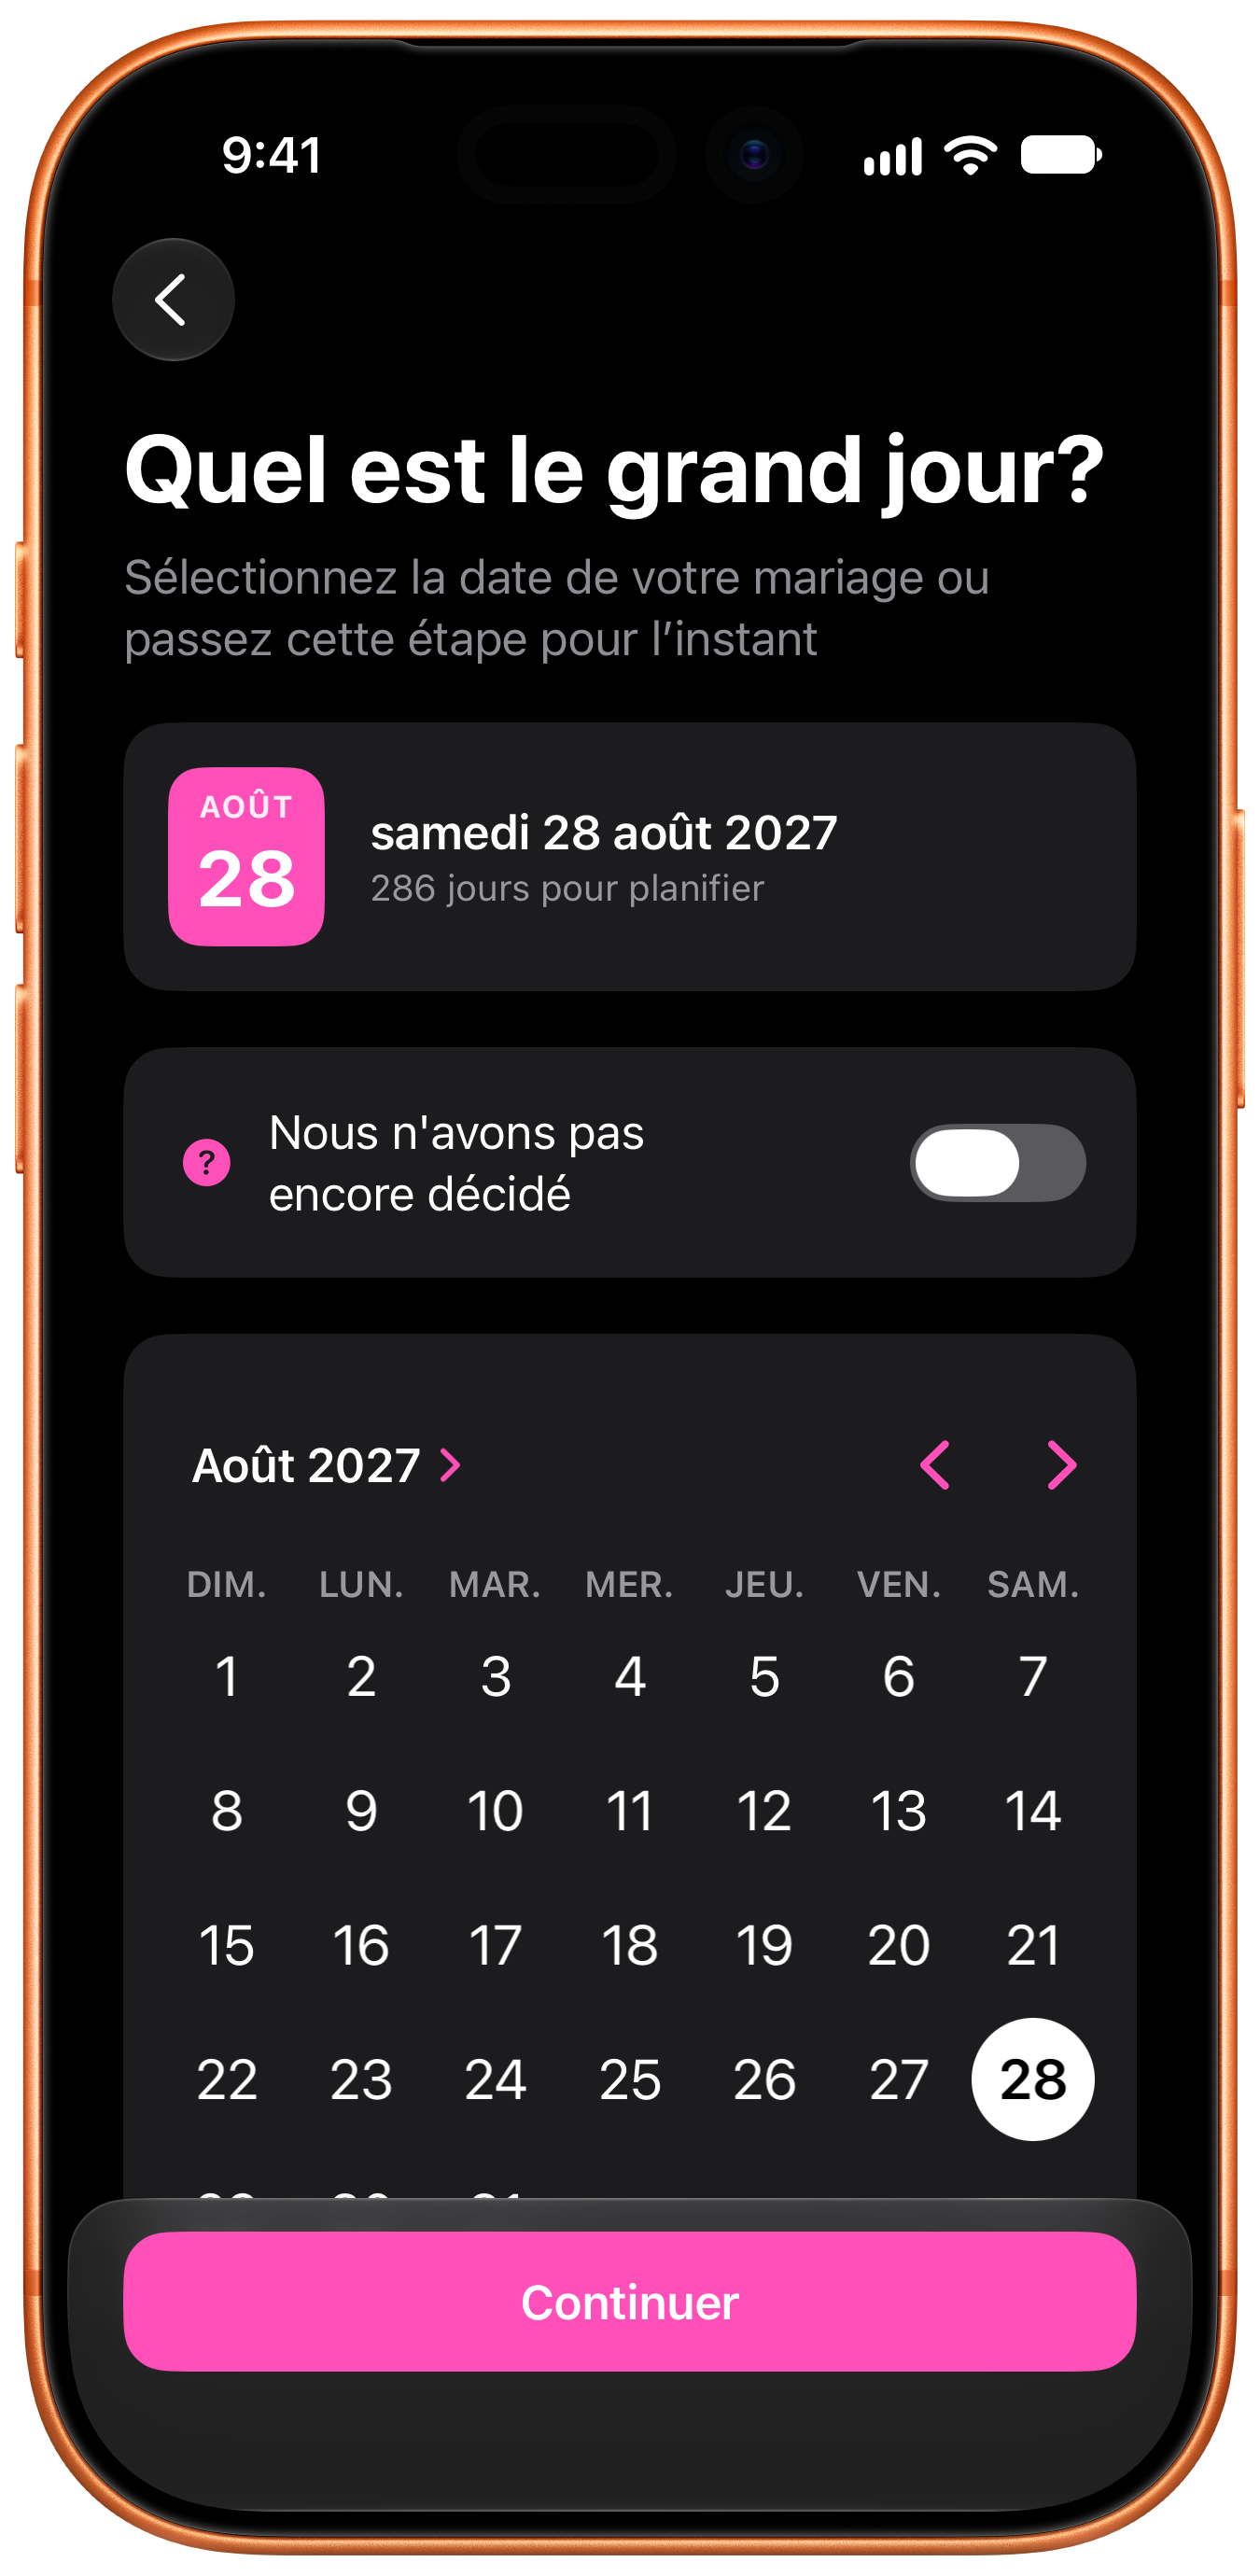 9:41
Quel est le grand jour?
Sélectionnez la date de votre mariage ou
passez cette étape pour l’instant
AOÛT
28
samedi 28 août 2027
286 jours pour planifier
?
Nous n'avons pas
encore décidé
Août 2027
DIM. LUN. MAR. MER. JEU. VEN. SAM.
1 2 3 4 5 6 7
8 9 10 11 12 13 14
15 16 17 18 19 20 21
22 23 24 25 26 27 28
Continuer